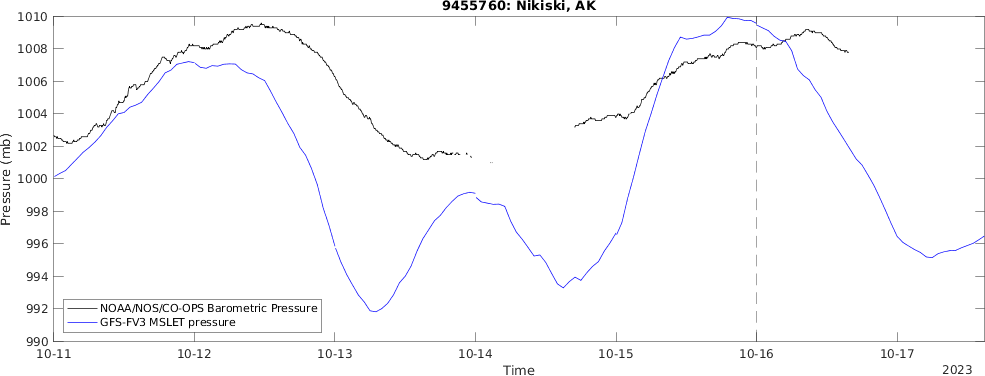 9455760: Nikiski, AK
1010
1008
1006
1004
1002
1000
998
996
994
992
990
Pressure (mb)
NOAA/NOS/CO-OPS Barometric Pressure
GFS-FV3 MSLET pressure
10-11 10-12 10-13 10-14 10-15 10-16 10-17
Time
2023